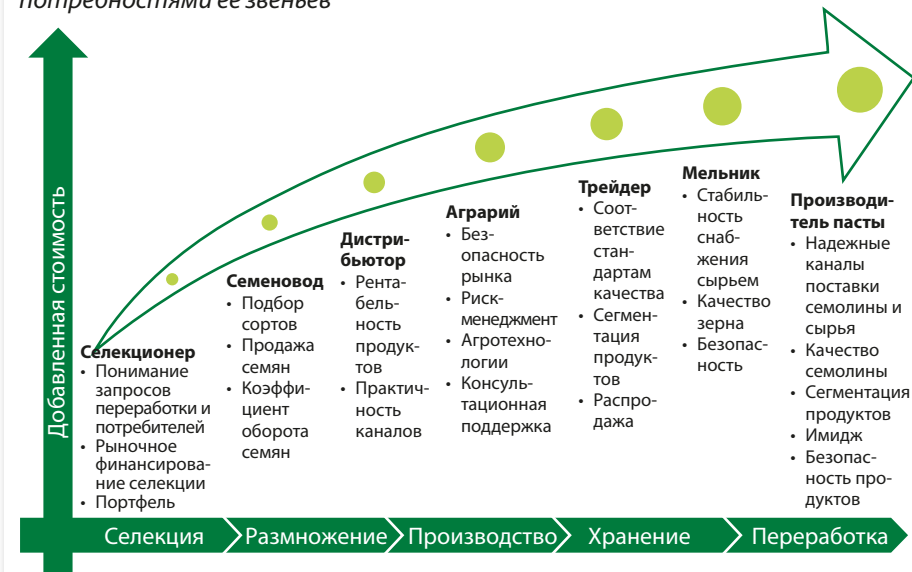 потребностями ее звеньев
Добавленная стоимость
Селекционер
• Понимание
запросов
переработки и
потребителей
• Рыночное
финансирова-
ние селекции
• Портфель
Семеновод
• Подбор
сортов
• Продажа
семян
• Коэффи-
циент
оборота
семян
Дистри-
бьютор
• Рента-
бель-
ность
продук-
тов
• Практич-
ность
каналов
Аграрий
• Без-
опасность
рынка
• Риск-
менеджмент
• Агротехно-
логии
• Консуль-
тационная
поддержка
Трейдер
• Соот-
ветствие
стан-
дартам
качества
• Сегмен-
тация
продук-
тов
• Распро-
дажа
Мельник
• Стабиль-
ность
снаб-
жения
сырьем
• Качество
зерна
• Безопас-
ность
Производи-
тель пасты
• Надежные
каналы
поставки
семолины и
сырья
• Качество
семолины
• Сегментация
продуктов
• Имидж
• Безопас-
ность про-
дуктов
Селекция
Размножение
Производство
Хранение
Переработка